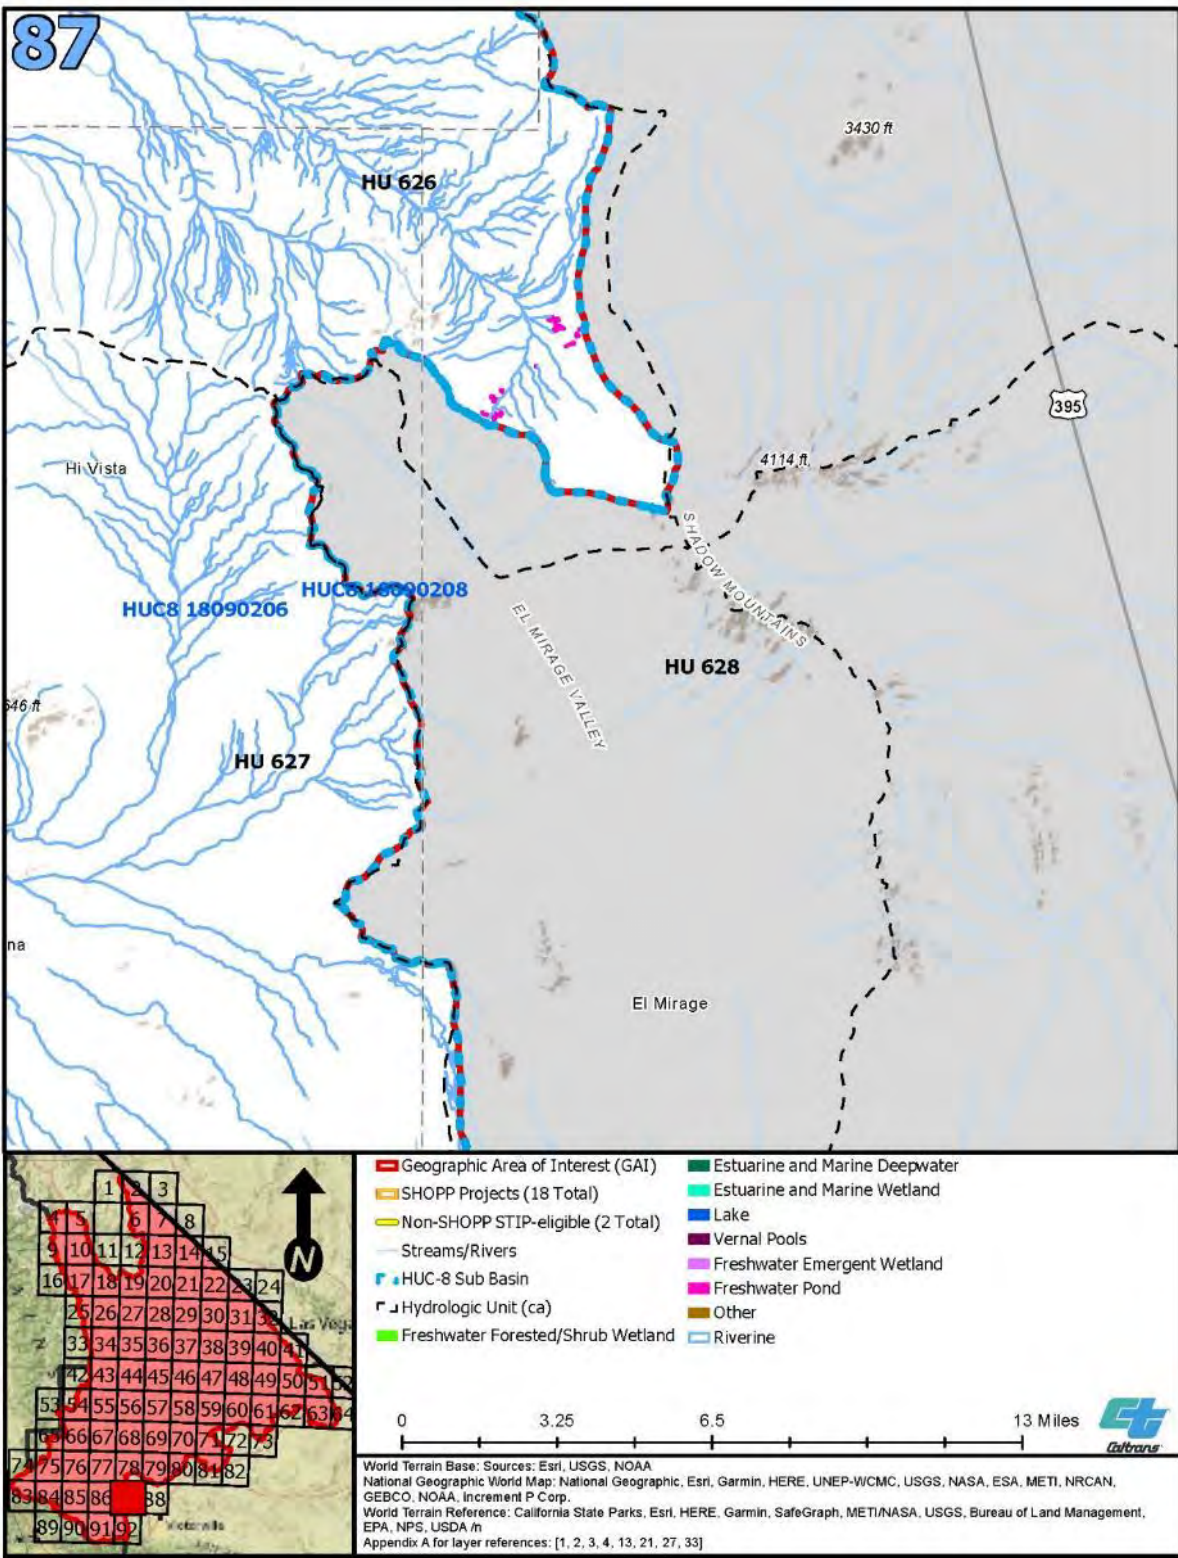 87
3430 ft
HU 626
395
Hi Vista
4114 ft
SHADOW MOUNTAINS
HUC8 18090208
HUC8 18090206
EL MIRAGE VALLEY
HU 628
646 ft
HU 627
na
El Mirage
1 2 3
4 5 6 7 8
9 10 11 12 13 14 15
16 17 18 19 20 21 22 23 24
25 26 27 28 29 30 31 32
Las Vega
33 34 35 36 37 38 39 40 41
42 43 44 45 46 47 48 49 50 51 52
53 54 55 56 57 58 59 60 61 62 63 64
65 66 67 68 69 70 71 72 73
74 75 76 77 78 79 80 81 82
83 84 85 86 88
89 90 91 92
Victorville
N
Geographic Area of Interest (GAI)
SHOPP Projects (18 Total)
Non-SHOPP STIP-eligible (2 Total)
Streams/Rivers
HUC-8 Sub Basin
Hydrologic Unit (ca)
Freshwater Forested/Shrub Wetland
Estuarine and Marine Deepwater
Estuarine and Marine Wetland
Lake
Vernal Pools
Freshwater Emergent Wetland
Freshwater Pond
Other
Riverine
0 3.25 6.5 13 Miles
Caltrans
World Terrain Base: Sources: Esri, USGS, NOAA
National Geographic World Map: National Geographic, Esri, Garmin, HERE, UNEP-WCMC, USGS, NASA, ESA, METI, NRCAN,
GEBCO, NOAA, Increment P Corp.
World Terrain Reference: California State Parks, Esri, HERE, Garmin, SafeGraph, METI/NASA, USGS, Bureau of Land Management,
EPA, NPS, USDA /n
Appendix A for layer references: [1, 2, 3, 4, 13, 21, 27, 33]